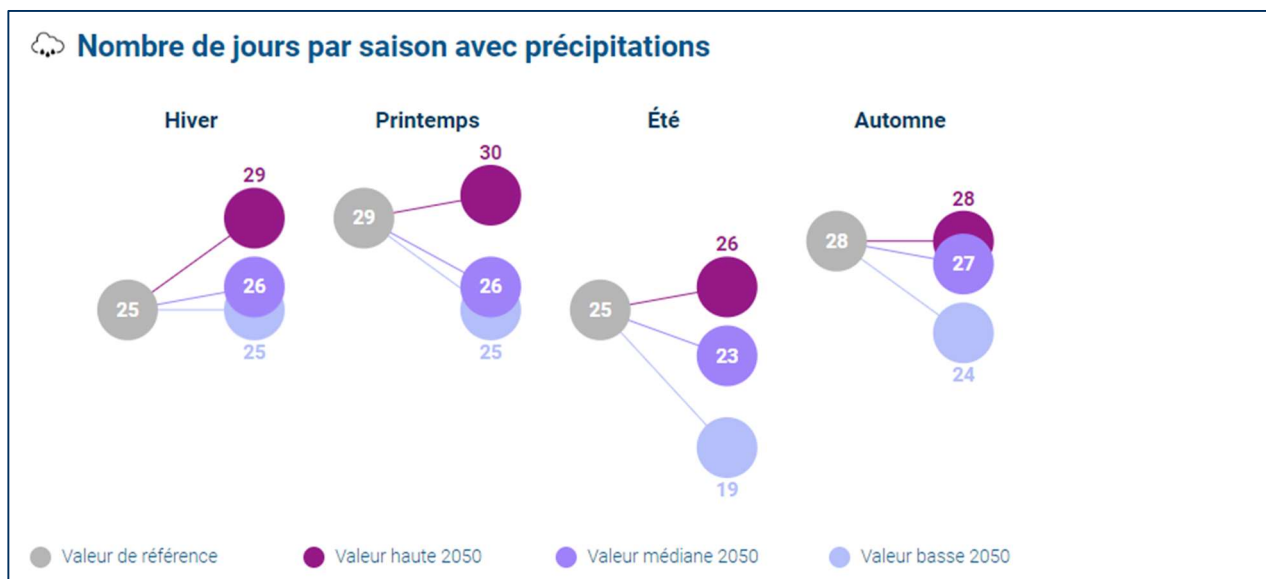 Nombre de jours par saison avec précipitations
Hiver
Printemps
Été
Automne
29
25
26
25
30
29
26
25
26
25
23
19
28
28
27
24
Valeur de référence
Valeur haute 2050
Valeur médiane 2050
Valeur basse 2050